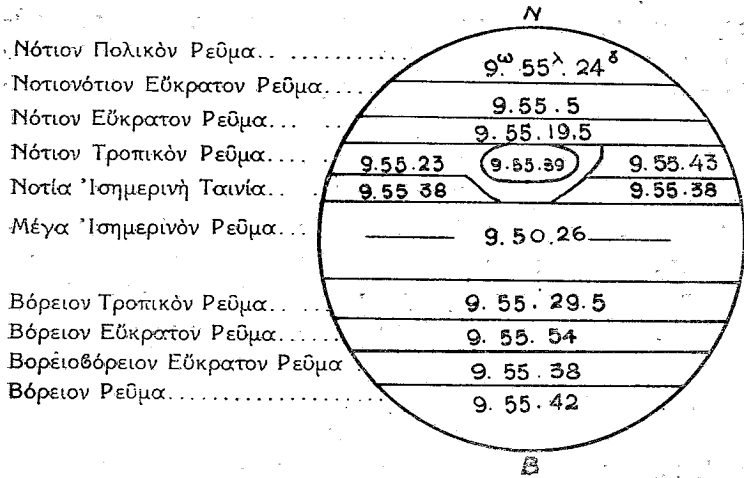 N
Νότιον Πολικὸν Ρεῦμα.. .......... 9.ω 55λ. 24δ
Νοτιονότιον Εὔκρατον Ρεῦμα... 9.55.5
Νότιον Εὔκρατον Ρεῦμα... 9.55.19,5
Νότιον Τροπικὸν Ρεῦμα... 9.55.23 9.55.39 9.55.43
Νοτία Ἰσημερινὴ Ταινία.. 9.55 38 9.55.38
Μέγα Ἰσημερινὸν Ρεῦμα... 9.50.26
Βόρειον Τροπικὸν Ρεῦμα... 9.55.29.5
Βόρειον Εὔκρατον Ρεῦμα.... 9.55.54
Βορειοβόρειον Εὔκρατον Ρεῦμα 9.55.38
Βόρειον Ρεῦμα.................. 9.55.42
B